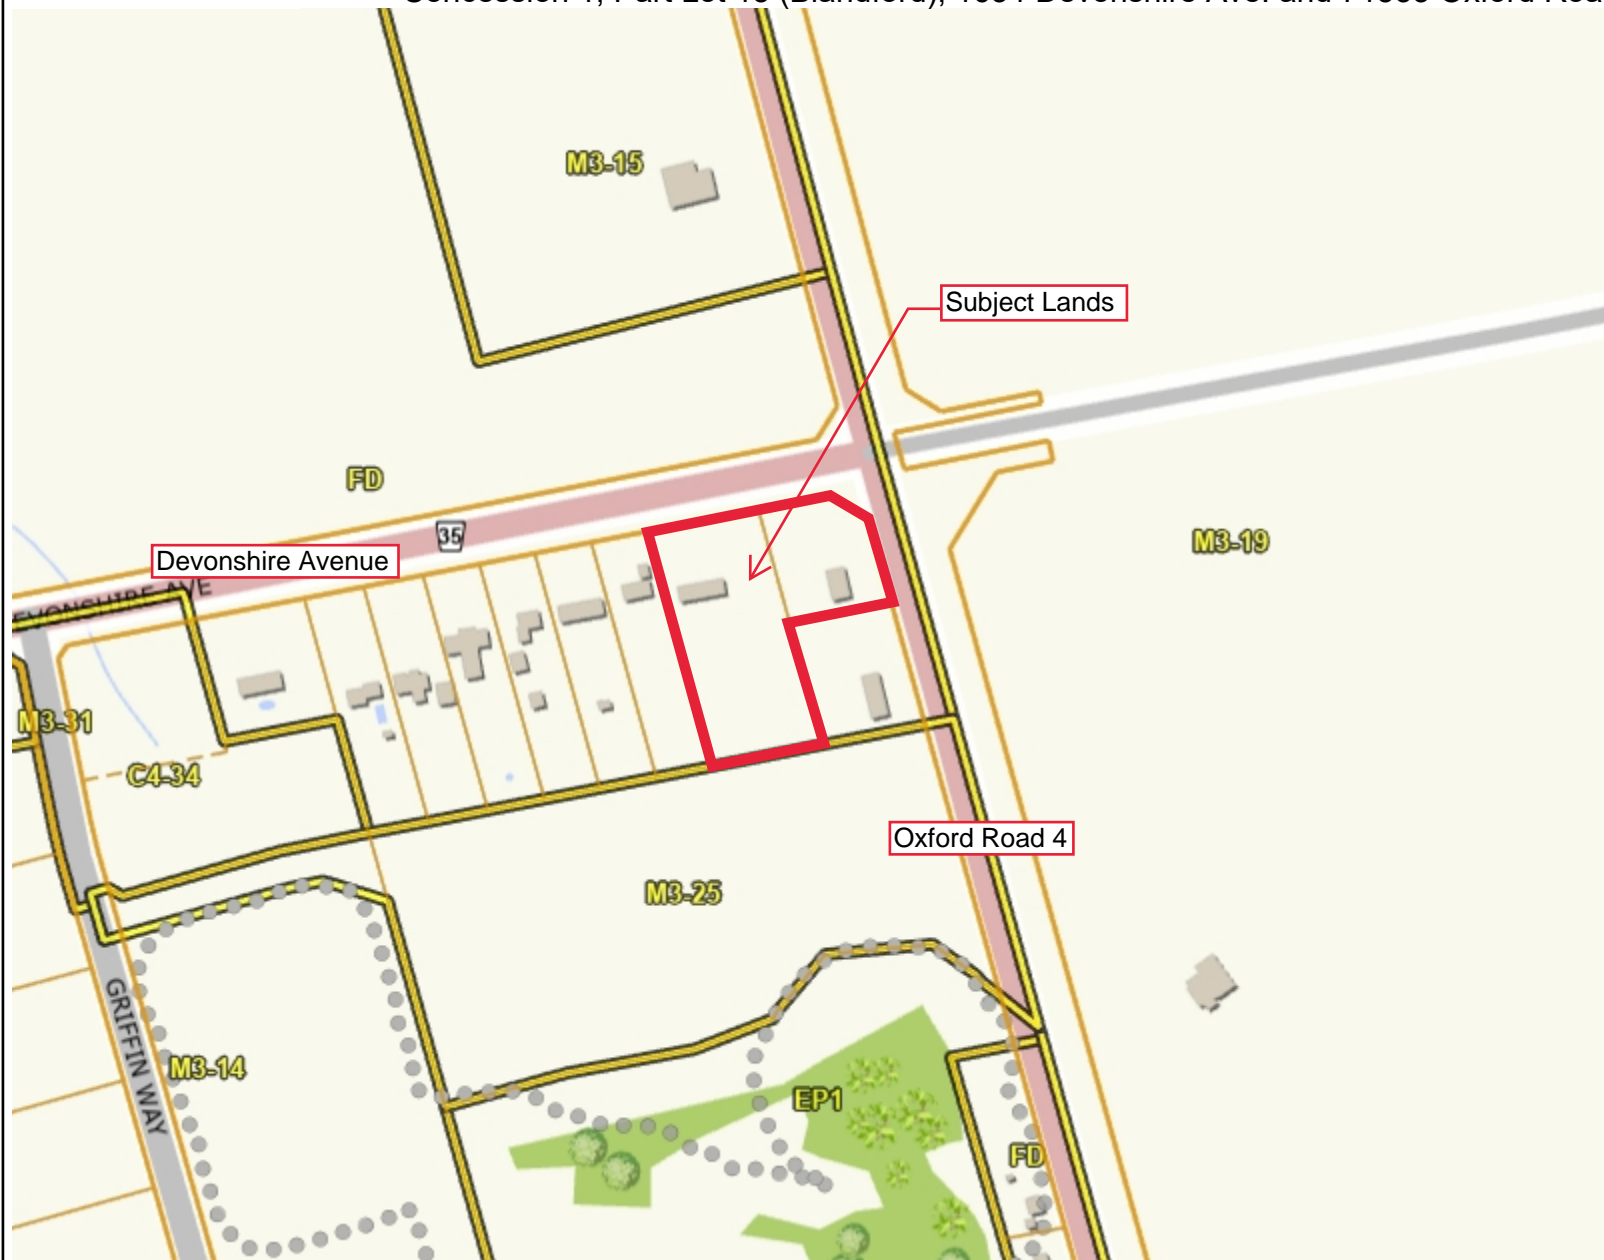 M3-15
Subject Lands
FD
35
M3-19
Devonshire Avenue
M3-31
C4-34
Oxford Road 4
M3-25
GRIFFIN WAY
M3-14
EP1
FD